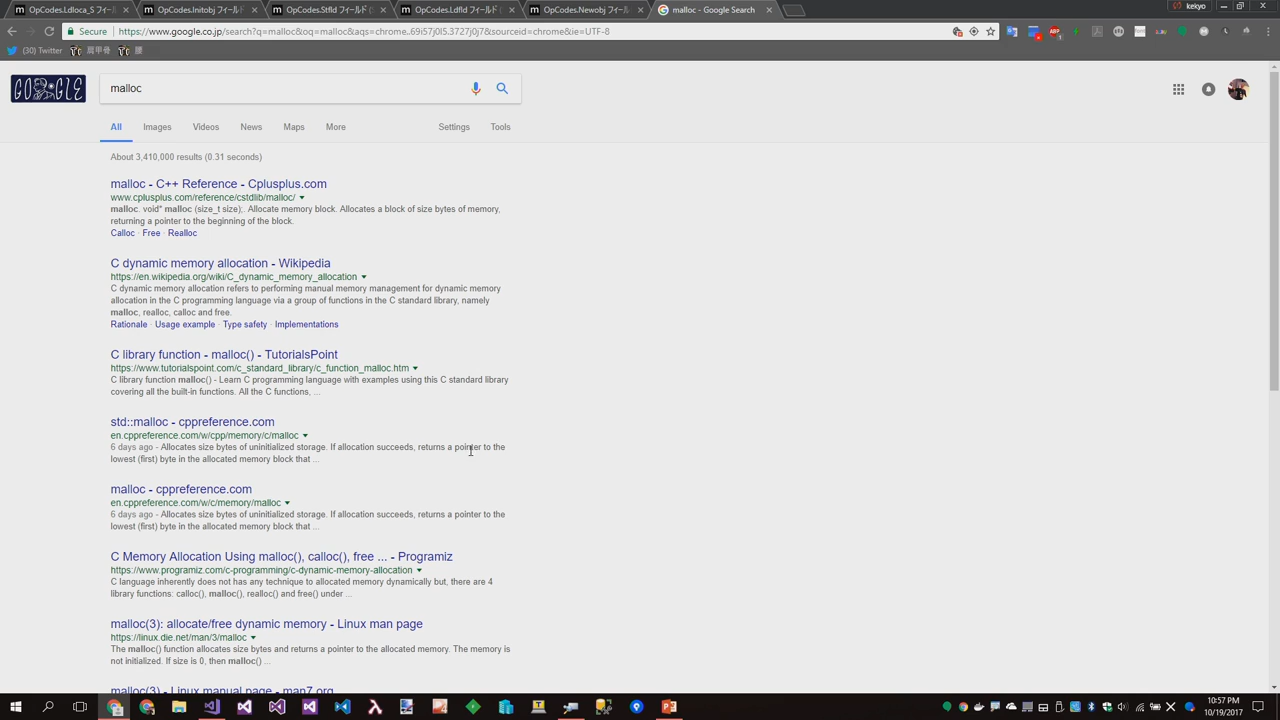 OpCodes.Ldloca_S フィー
OpCodes.Initobj フィールド (
OpCodes.Stfld フィールド (
OpCodes.Ldfld フィールド (
OpCodes.Newobj フィールド
malloc - Google Search
keikyo
Secure
https://www.google.co.jp/search?q=malloc&oq=malloc&aqs=chrome..69i57j0l5.3727j0j7&sourceid=chrome&ie=UTF-8
(30) Twitter
肩甲骨
腰
GOOGLE
malloc
All
Images
Videos
News
Maps
More
Settings
Tools
About 3,410,000 results (0.31 seconds)
malloc - C++ Reference - Cplusplus.com
www.cplusplus.com/reference/cstdlib/malloc/
malloc. void* malloc (size_t size);. Allocate memory block. Allocates a block of size bytes of memory,
returning a pointer to the beginning of the block.
Calloc · Free · Realloc
C dynamic memory allocation - Wikipedia
https://en.wikipedia.org/wiki/C_dynamic_memory_allocation
C dynamic memory allocation refers to performing manual memory management for dynamic memory
allocation in the C programming language via a group of functions in the C standard library, namely
malloc, realloc, calloc and free.
Rationale · Usage example · Type safety · Implementations
C library function - malloc() - TutorialsPoint
https://www.tutorialspoint.com/c_standard_library/c_function_malloc.htm
C library function malloc() - Learn C programming language with examples using this C standard library
covering all the built-in functions. All the C functions, ...
std::malloc - cppreference.com
en.cppreference.com/w/cpp/memory/c/malloc
6 days ago - Allocates size bytes of uninitialized storage. If allocation succeeds, returns a pointer to the
lowest (first) byte in the allocated memory block that ...
malloc - cppreference.com
en.cppreference.com/w/c/memory/malloc
6 days ago - Allocates size bytes of uninitialized storage. If allocation succeeds, returns a pointer to the
lowest (first) byte in the allocated memory block that ...
C Memory Allocation Using malloc(), calloc(), free ... - Programiz
https://www.programiz.com/c-programming/c-dynamic-memory-allocation
C language inherently does not has any technique to allocated memory dynamically but, there are 4
library functions: calloc(), malloc(), realloc() and free() under ...
malloc(3): allocate/free dynamic memory - Linux man page
https://linux.die.net/man/3/malloc
The malloc() function allocates size bytes and returns a pointer to the allocated memory. The memory is
not initialized. If size is 0, then malloc() ...
malloc(3) - Linux manual page - man7.org
10:57 PM
10/19/2017